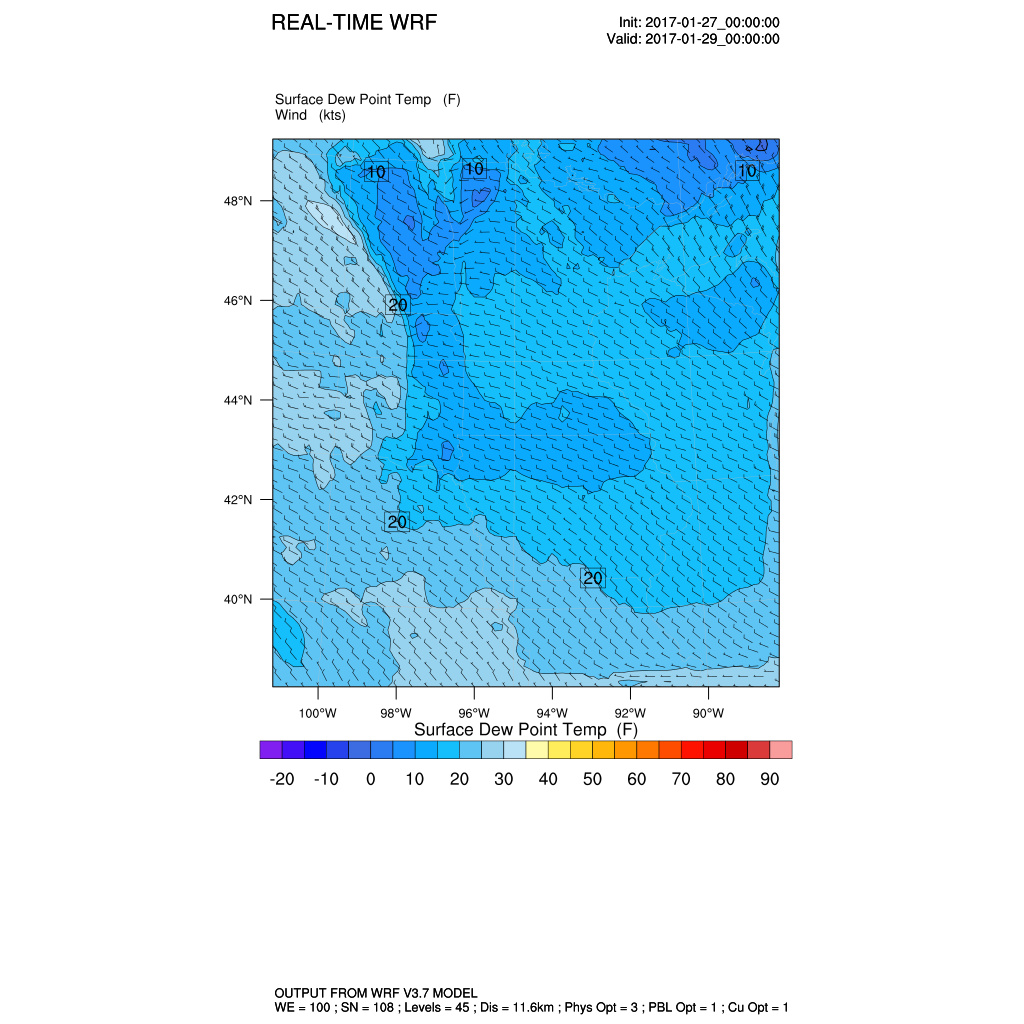 REAL-TIME WRF
Init: 2017-01-27_00:00:00
Valid: 2017-01-29_00:00:00
Surface Dew Point Temp (F)
Wind (kts)
10 10 10
48°N
46°N
20
44°N
42°N
20
20
40°N
100°W 98°W 96°W 94°W 92°W 90°W
Surface Dew Point Temp (F)
-20 -10 0 10 20 30 40 50 60 70 80 90
OUTPUT FROM WRF V3.7 MODEL
WE = 100 ; SN = 108 ; Levels = 45 ; Dis = 11.6km ; Phys Opt = 3 ; PBL Opt = 1 ; Cu Opt = 1